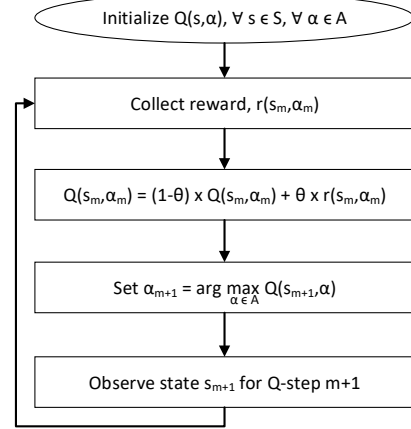 Initialize Q(s,α), ∀ s ∈ S, ∀ α ∈ A
Collect reward, r(sₘ,αₘ)
Q(sₘ,αₘ) = (1-θ) x Q(sₘ,αₘ) + θ x r(sₘ,αₘ)
Set αₘ₊₁ = arg max Q(sₘ₊₁,α)
α ∈ A
Observe state sₘ₊₁ for Q-step m+1